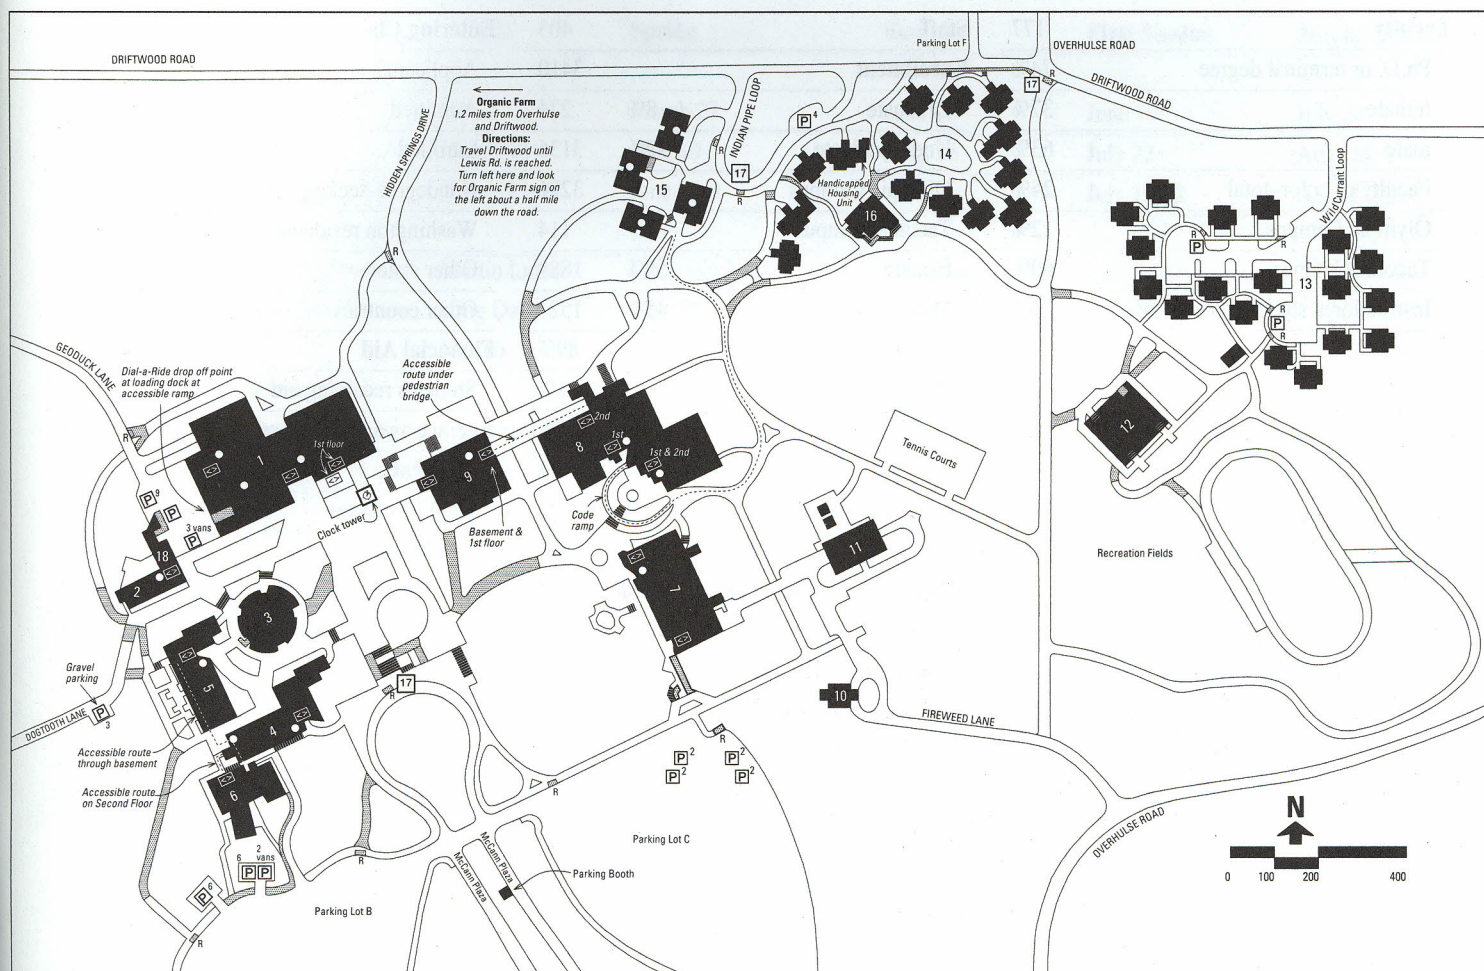 Parking Lot F
OVERHULSE ROAD
DRIFTWOOD ROAD
DRIFTWOOD ROAD
R
17
Organic Farm
1.2 miles from Overhulse
and Driftwood.
Directions:
Travel Driftwood until
Lewis Rd. is reached.
Turn left here and look
for Organic Farm sign on
the left about a half mile
down the road.
HIDDEN SPRINGS DRIVE
INDIAN PIPE LOOP
P 4
R
17
R
15
14
Handicapped
Housing
Unit
16
Wild Currant Loop
R
P
R
13
R
P
R
R
GEODUCK LANE
Dial-a-Ride drop off point
at loading dock at
accessible ramp
Accessible
route under
pedestrian
bridge
R
1
1st floor
2nd
1st
8
1st & 2nd
9
Tennis Courts
12
P 9
P
3 vans
P
Clock tower
Basement &
1st floor
Code
ramp
18
2
3
7
11
Recreation Fields
Gravel
parking
P
3
DOGTOOTH LANE
5
4
17
R
10
FIREWEED LANE
Accessible route
through basement
Accessible route
on Second Floor
6
R
P 2
P 2
P 2
P 2
R
McCann Plaza
McCann Plaza
Parking Lot C
OVERHULSE ROAD
N
0 100 200 400
6
2
vans
P P
R
P 6
Parking Booth
Parking Lot B
R